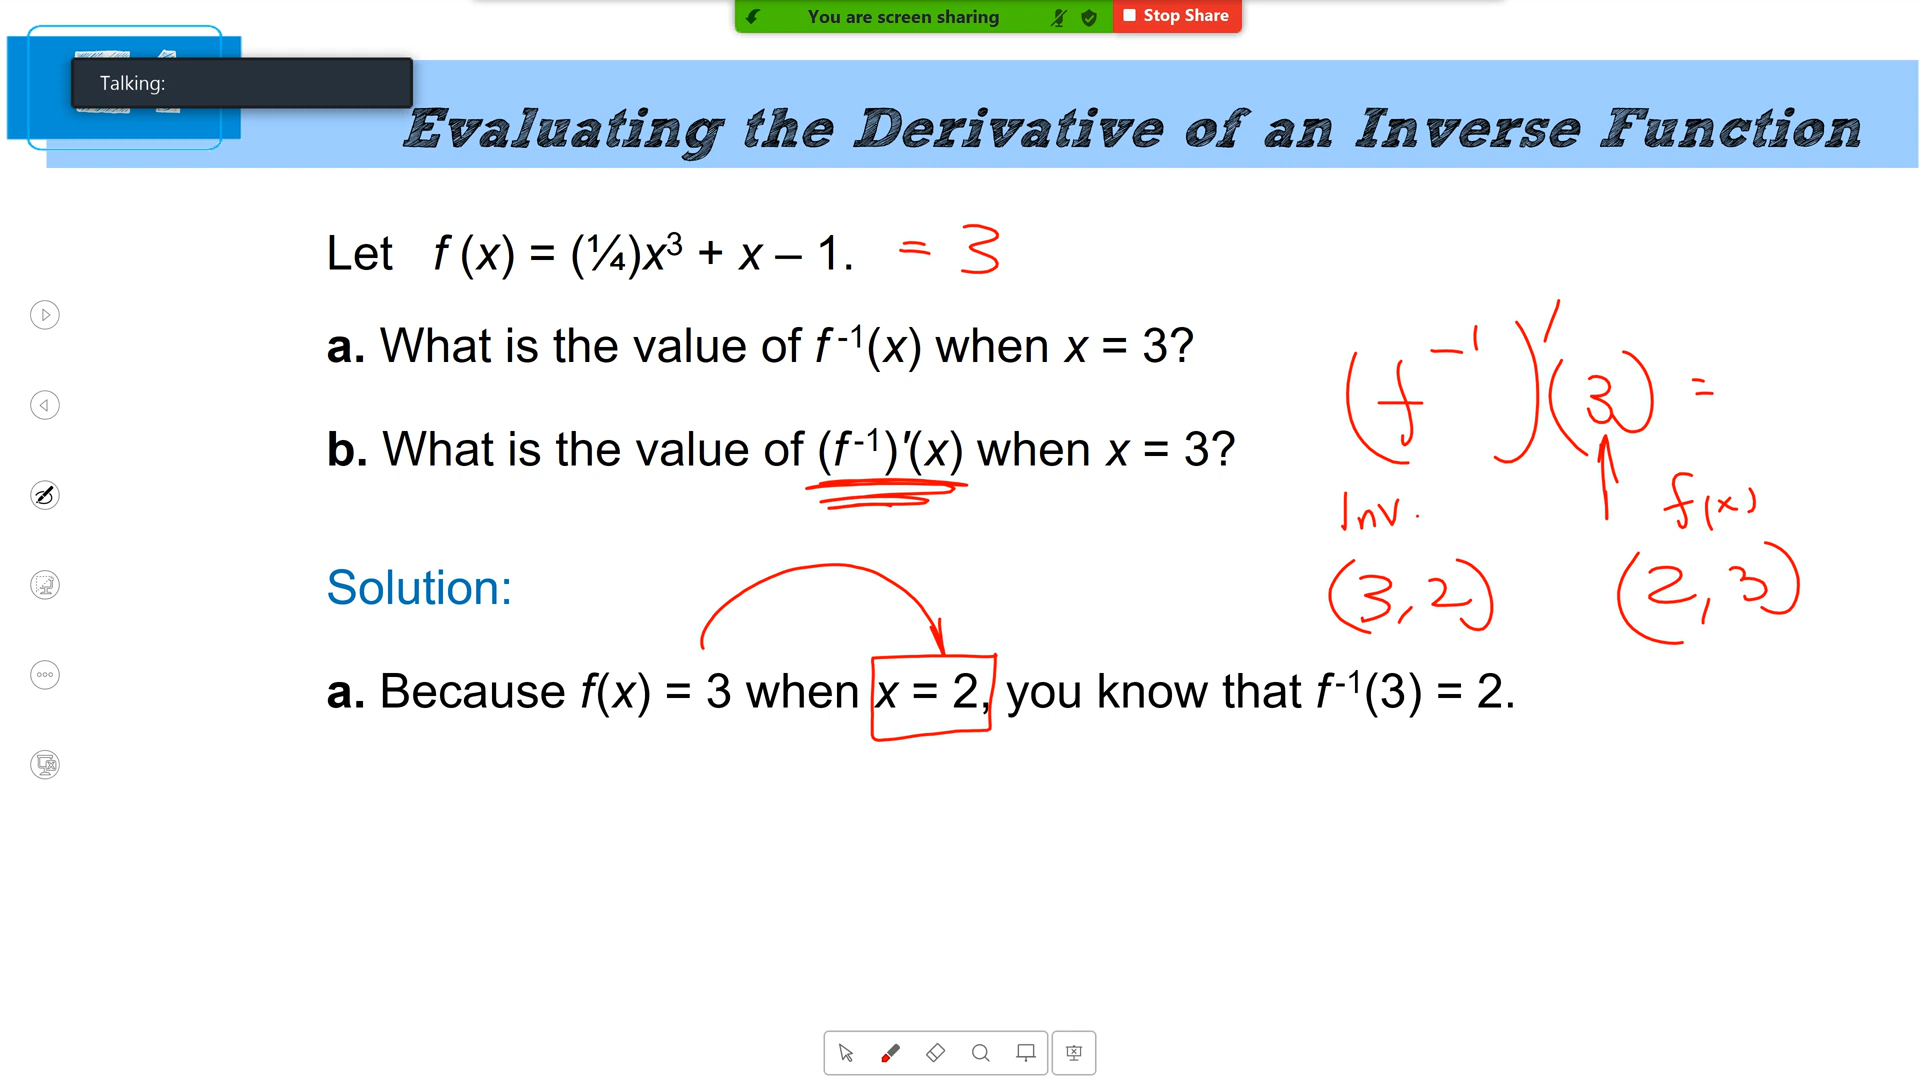 You are screen sharing
Stop Share
Talking:
Evaluating the Derivative of an Inverse Function
Let f (x) = (¼)x³ + x – 1. = 3
a. What is the value of f⁻¹(x) when x = 3?
(f⁻¹)′(3) =
b. What is the value of (f⁻¹)′(x) when x = 3?
Inv. f(x)
Solution:
(3, 2) (2, 3)
a. Because f(x) = 3 when x = 2, you know that f⁻¹(3) = 2.